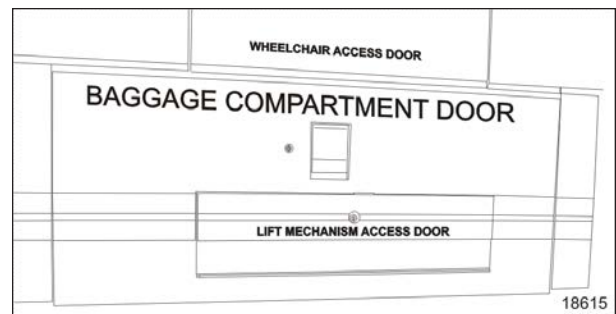 WHEELCHAIR ACCESS DOOR
BAGGAGE COMPARTMENT DOOR
LIFT MECHANISM ACCESS DOOR
18615